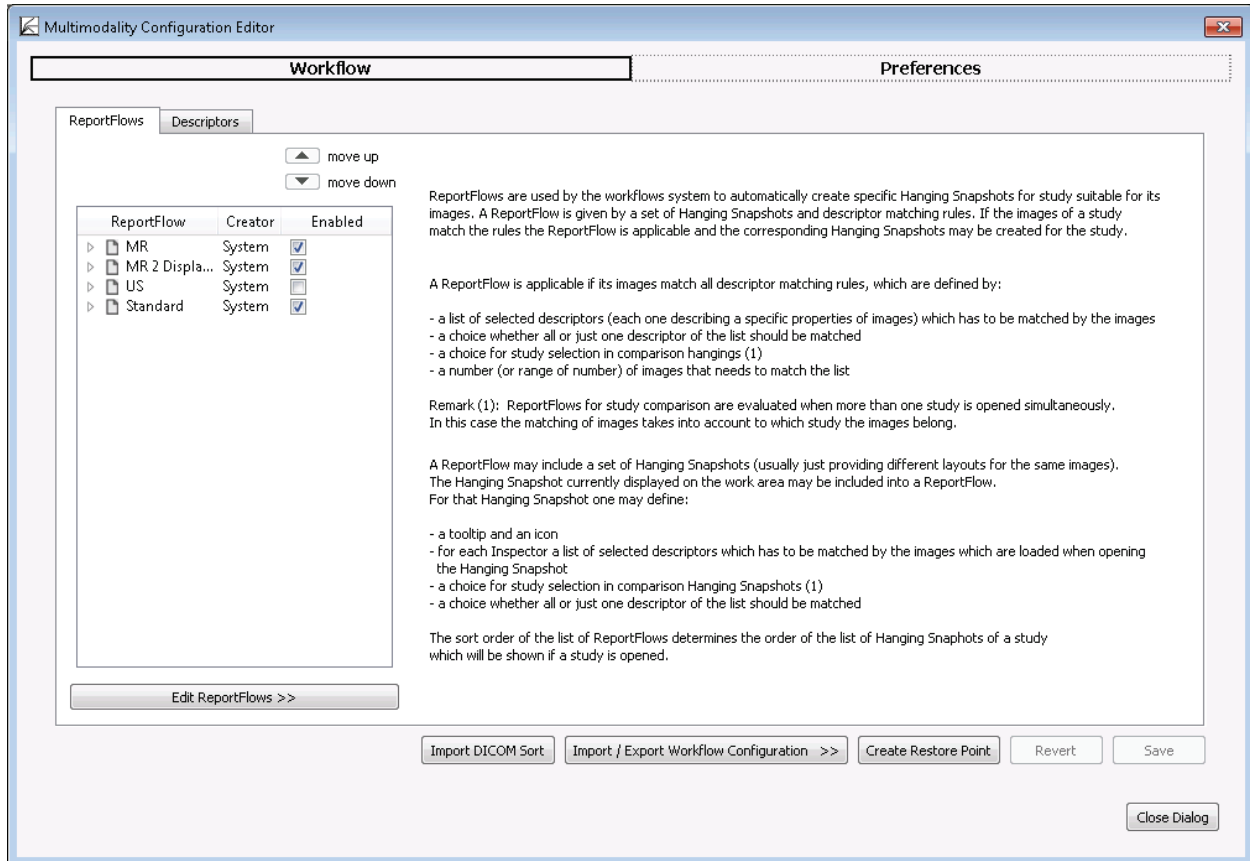 Multimodality Configuration Editor
Workflow
Preferences
ReportFlows
Descriptors
move up
move down
ReportFlow Creator Enabled
MR System
MR 2 Displa... System
US System
Standard System
Edit ReportFlows >>
ReportFlows are used by the workflows system to automatically create specific Hanging Snapshots for study suitable for its
images. A ReportFlow is given by a set of Hanging Snapshots and descriptor matching rules. If the images of a study
match the rules the ReportFlow is applicable and the corresponding Hanging Snapshots may be created for the study.
A ReportFlow is applicable if its images match all descriptor matching rules, which are defined by:
- a list of selected descriptors (each one describing a specific properties of images) which has to be matched by the images
- a choice whether all or just one descriptor of the list should be matched
- a choice for study selection in comparison hangings (1)
- a number (or range of number) of images that needs to match the list
Remark (1): ReportFlows for study comparison are evaluated when more than one study is opened simultaneously.
In this case the matching of images takes into account to which study the images belong.
A ReportFlow may include a set of Hanging Snapshots (usually just providing different layouts for the same images).
The Hanging Snapshot currently displayed on the work area may be included into a ReportFlow.
For that Hanging Snapshot one may define:
- a tooltip and an icon
- for each Inspector a list of selected descriptors which has to be matched by the images which are loaded when opening
the Hanging Snapshot
- a choice for study selection in comparison Hanging Snapshots (1)
- a choice whether all or just one descriptor of the list should be matched
The sort order of the list of ReportFlows determines the order of the list of Hanging Snaphots of a study
which will be shown if a study is opened.
Import DICOM Sort
Import / Export Workflow Configuration >>
Create Restore Point
Revert
Save
Close Dialog